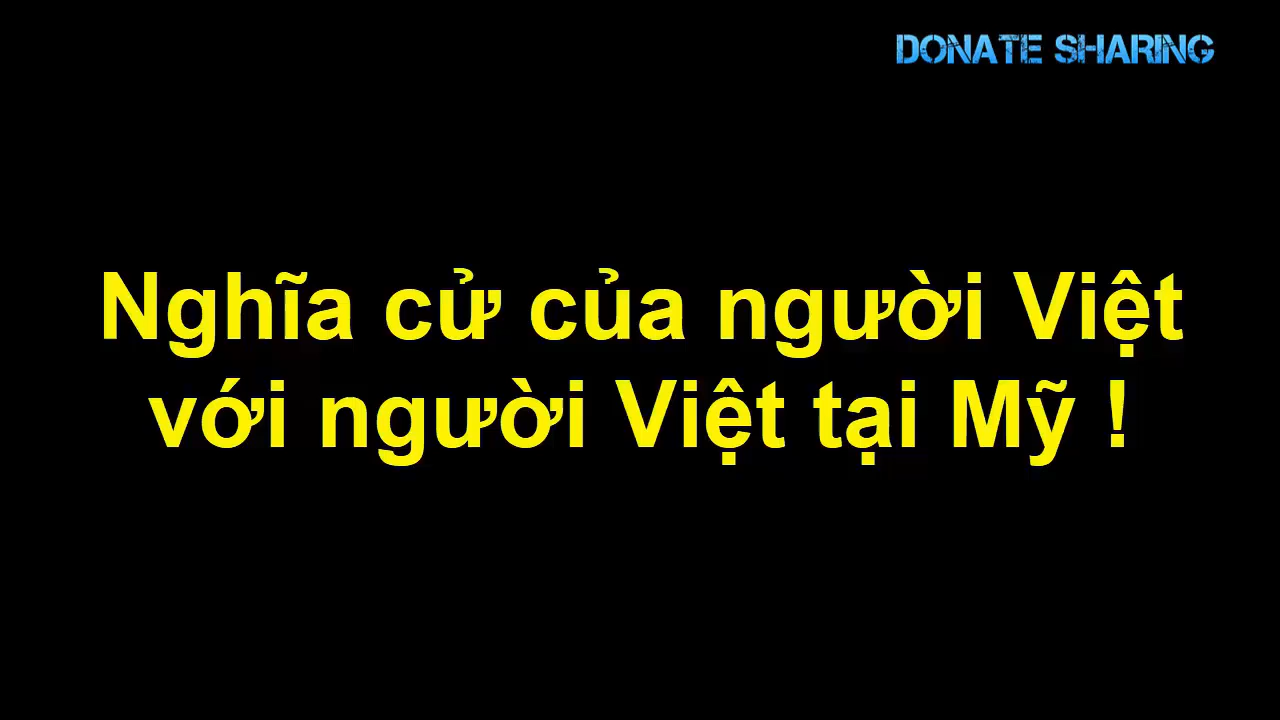 DONATE SHARING
Nghĩa cử của người Việt
với người Việt tại Mỹ !